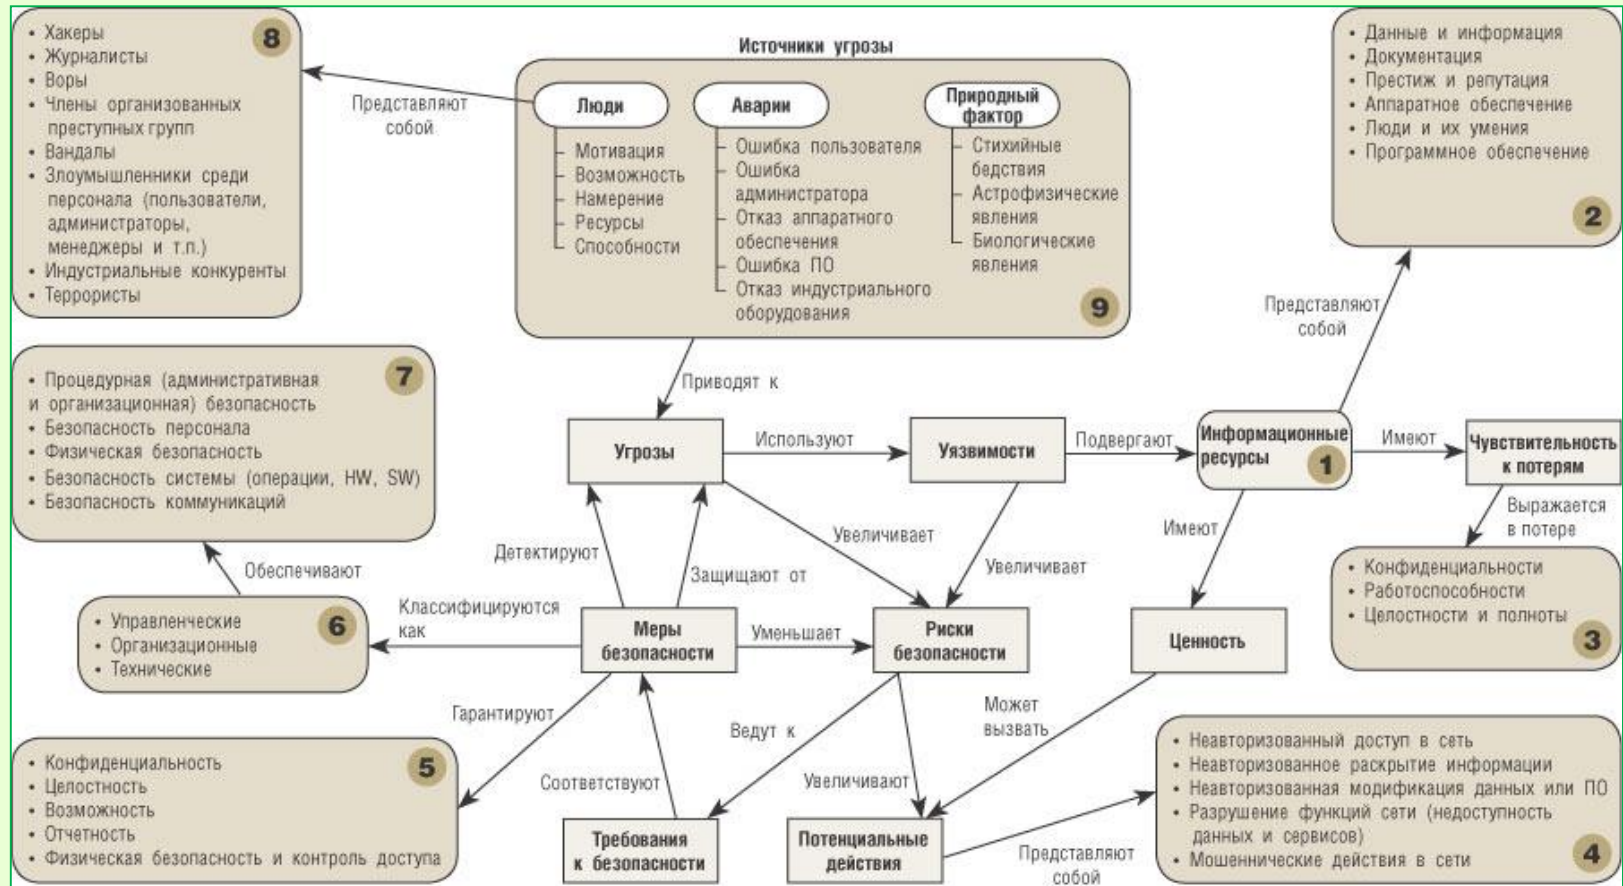 • Хакеры
• Журналисты
• Воры
• Члены организованных
преступных групп
• Вандалы
• Злоумышленники среди
персонала (пользователи,
администраторы,
менеджеры и т.п.)
• Индустриальные конкуренты
• Террористы
8
Представляют
собой
Источники угрозы
Люди
Мотивация
Возможность
Намерение
Ресурсы
Способности
Аварии
Ошибка пользователя
Ошибка
администратора
Отказ аппаратного
обеспечения
Ошибка ПО
Отказ индустриального
оборудования
Природный
фактор
Стихийные
бедствия
Астрофизические
явления
Биологические
явления
9
• Данные и информация
• Документация
• Престиж и репутация
• Аппаратное обеспечение
• Люди и их умения
• Программное обеспечение
2
Представляют
собой
• Процедурная (административная
и организационная) безопасность
• Безопасность персонала
• Физическая безопасность
• Безопасность системы (операции, HW, SW)
• Безопасность коммуникаций
7
Приводят к
Угрозы
Используют
Уязвимости
Подвергают
Информационные
ресурсы
1
Имеют
Чувствительность
к потерям
Выражается
в потере
Детектируют
Защищают от
Увеличивает
Увеличивает
Имеют
• Конфиденциальности
• Работоспособности
• Целостности и полноты
3
Обеспечивают
• Управленческие
• Организационные
• Технические
6
Классифицируются
как
Меры
безопасности
Уменьшает
Риски
безопасности
Ценность
Гарантируют
Соответствуют
Ведут к
Увеличивают
Может
вызвать
• Конфиденциальность
• Целостность
• Возможность
• Отчетность
• Физическая безопасность и контроль доступа
5
Требования
к безопасности
Потенциальные
действия
Представляют
собой
• Неавторизованный доступ в сеть
• Неавторизованное раскрытие информации
• Неавторизованная модификация данных или ПО
• Разрушение функций сети (недоступность
данных и сервисов)
• Мошеннические действия в сети
4